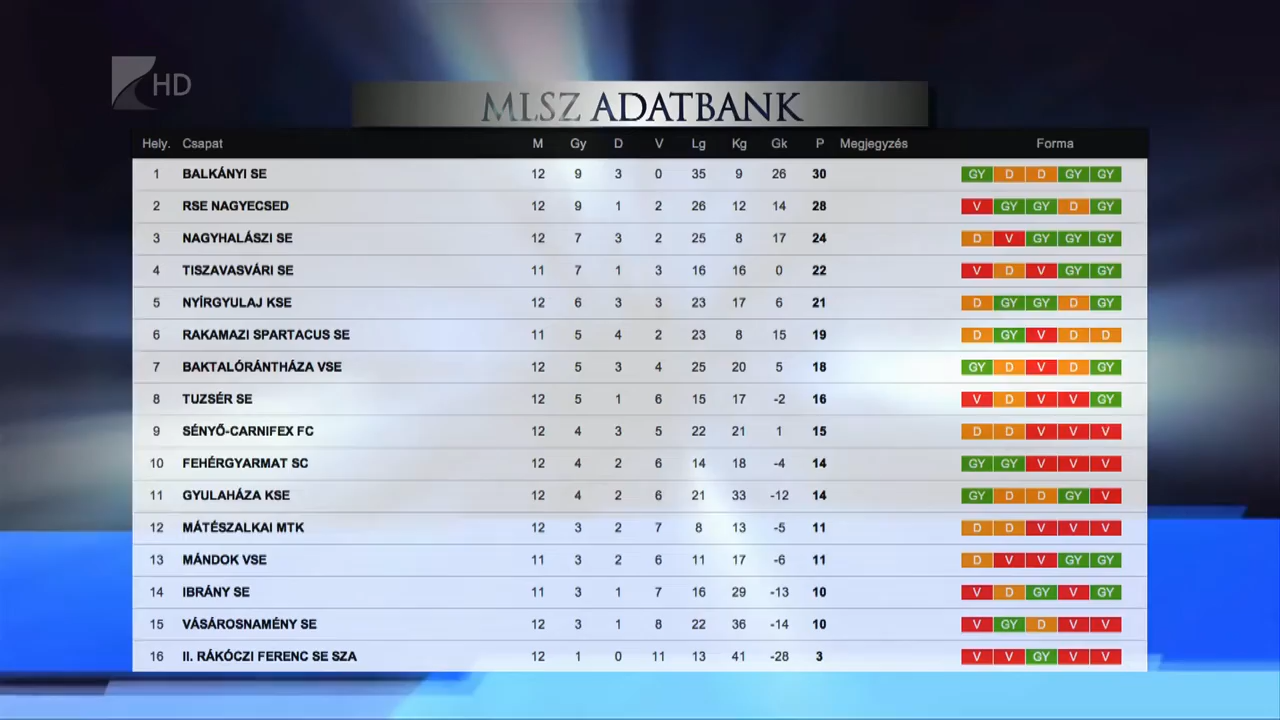 HD
MLSZ ADATBANK
Hely. Csapat M Gy D V Lg Kg Gk P Megjegyzés Forma
1 BALKÁNYI SE 12 9 3 0 35 9 26 30 GY D D GY GY
2 RSE NAGYECSED 12 9 1 2 26 12 14 28 V GY GY D GY
3 NAGYHALÁSZI SE 12 7 3 2 25 8 17 24 D V GY GY GY
4 TISZAVASVÁRI SE 11 7 1 3 16 16 0 22 V D V GY GY
5 NYÍRGYULAJ KSE 12 6 3 3 23 17 6 21 D GY GY D GY
6 RAKAMAZI SPARTACUS SE 11 5 4 2 23 8 15 19 D GY V D D
7 BAKTALÓRÁNTHÁZA VSE 12 5 3 4 25 20 5 18 GY D V D GY
8 TUZSÉR SE 12 5 1 6 15 17 -2 16 V D V V GY
9 SÉNYŐ-CARNIFEX FC 12 4 3 5 22 21 1 15 D D V V V
10 FEHÉRGYARMAT SC 12 4 2 6 14 18 -4 14 GY GY V V V
11 GYULAHÁZA KSE 12 4 2 6 21 33 -12 14 GY D D GY V
12 MÁTÉSZALKAI MTK 12 3 2 7 8 13 -5 11 D D V V V
13 MÁNDOK VSE 11 3 2 6 11 17 -6 11 D V V GY GY
14 IBRÁNY SE 11 3 1 7 16 29 -13 10 V D GY V GY
15 VÁSÁROSNAMÉNY SE 12 3 1 8 22 36 -14 10 V GY D V V
16 II. RÁKÓCZI FERENC SE SZA 12 1 0 11 13 41 -28 3 V V GY V V